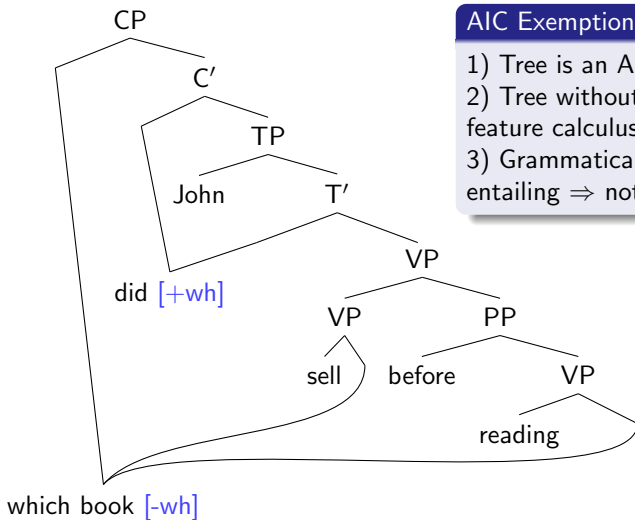 CP
AIC Exemption
C′
1) Tree is an A
2) Tree without
TP
feature calculus
3) Grammatica
John
T′
entailing ⇒ not
VP
did [+wh]
VP
PP
sell
before
VP
reading
which book [-wh]